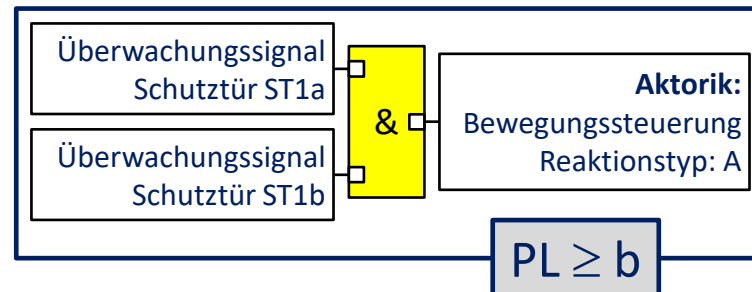 Überwachungssignal
Schutztür ST1a
Überwachungssignal
Schutztür ST1b
&
Aktorik:
Bewegungssteuerung
Reaktionstyp: A
PL ≥ b